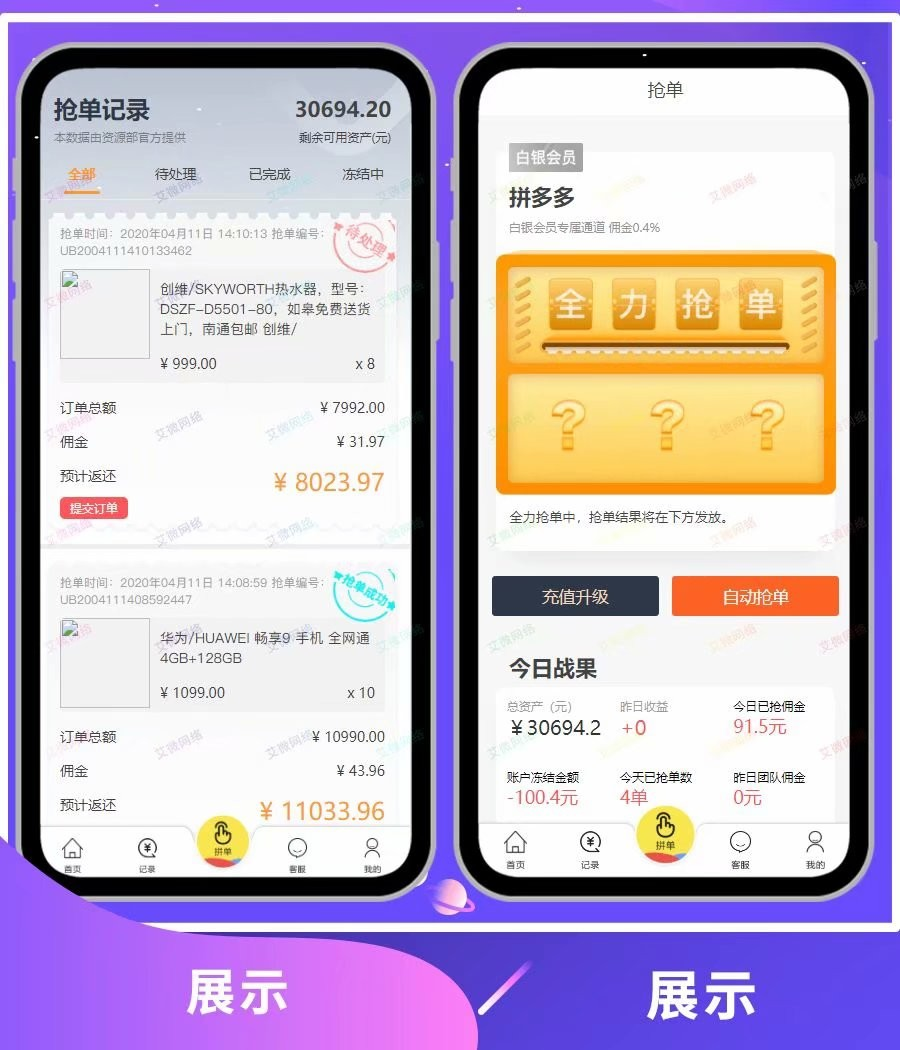 抢单记录
30694.20
本数据由资源部官方提供
剩余可用资产(元)
全部
待处理
已完成
冻结中
抢单时间：2020年04月11日 14:10:13 抢单编号：
UB2004111410133462
待处理
创维/SKYWORTH热水器，型号：
DSZF-D5501-80，如皋免费送货
上门，南通包邮 创维/
¥ 999.00
x 8
订单总额
¥ 7992.00
佣金
¥ 31.97
预计返还
¥ 8023.97
提交订单
抢单时间：2020年04月11日 14:08:59 抢单编号：
UB2004111408592447
抢单成功
华为/HUAWEI 畅享9 手机 全网通
4GB+128GB
¥ 1099.00
x 10
订单总额
¥ 10990.00
佣金
¥ 43.96
预计返还
¥ 11033.96
首页
记录
拼单
客服
我的
抢单
白银会员
拼多多
白银会员专属通道 佣金0.4%
全力抢单
? ? ?
全力抢单中，抢单结果将在下方发放。
充值升级
自动抢单
今日战果
总资产（元）
昨日收益
今日已抢佣金
¥30694.2
+0
91.5元
账户冻结金额
今天已抢单数
昨日团队佣金
-100.4元
4单
0元
首页
记录
拼单
客服
我的
艾微网络
展示
展示